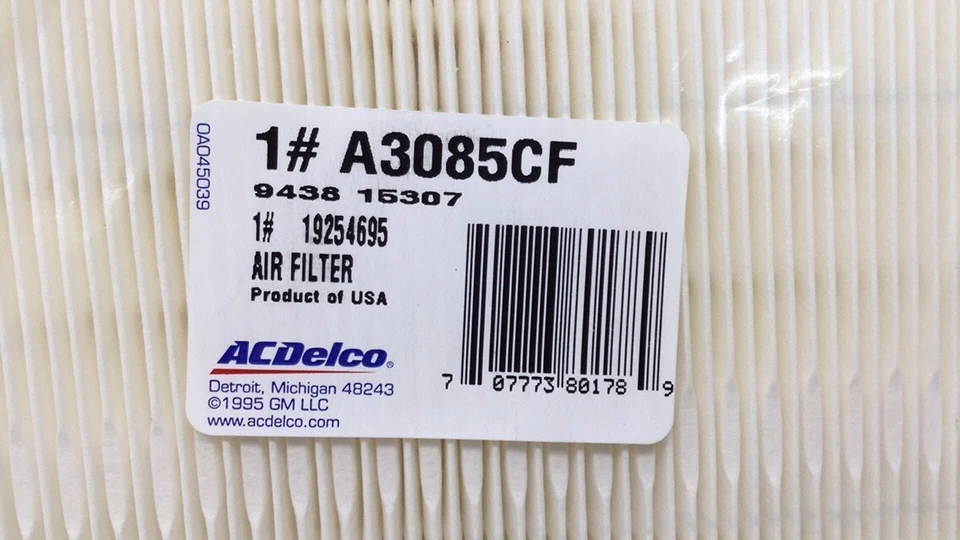 OAO45039
1# A3085CF
9438 15307
1# 19254695
AIR FILTER
Product of USA
ACDelco®
Detroit, Michigan 48243
©1995 GM LLC
www.acdelco.com
7 07773 80178 9